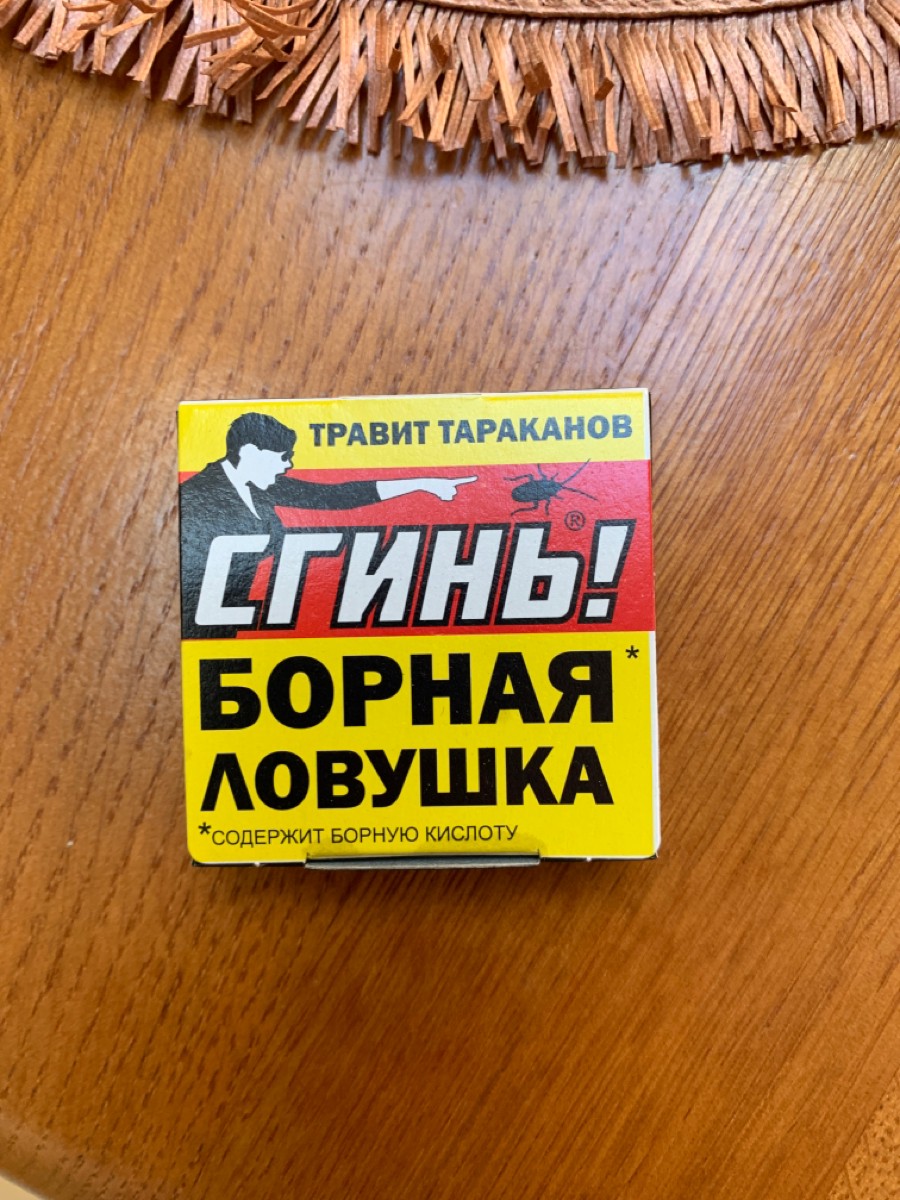 ТРАВИТ ТАРАКАНОВ
СГИНЬ!®
БОРНАЯ*
ЛОВУШКА
*СОДЕРЖИТ БОРНУЮ КИСЛОТУ